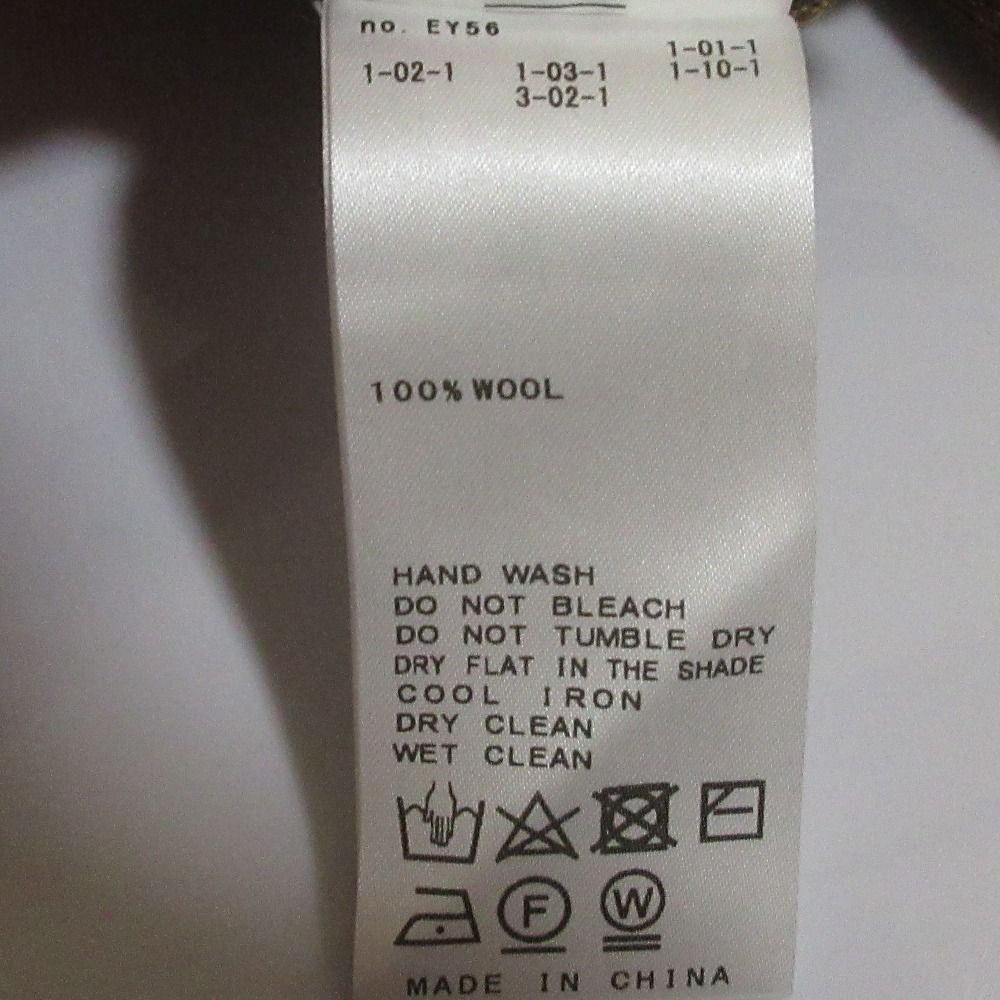 no. EY56
1-01-1
1-02-1 1-03-1 1-10-1
3-02-1
100% WOOL
HAND WASH
DO NOT BLEACH
DO NOT TUMBLE DRY
DRY FLAT IN THE SHADE
COOL IRON
DRY CLEAN
WET CLEAN
F W
MADE IN CHINA